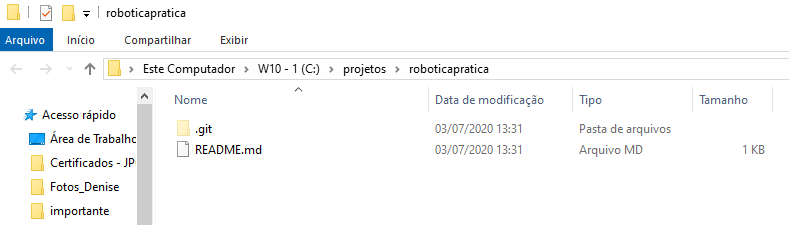 roboticapratica
Arquivo Início Compartilhar Exibir
Este Computador > W10 - 1 (C:) > projetos > roboticapratica
Nome Data de modificação Tipo Tamanho
Acesso rápido
Área de Trabalho
Certificados - JP
Fotos_Denise
importante
.git 03/07/2020 13:31 Pasta de arquivos
README.md 03/07/2020 13:31 Arquivo MD 1 KB